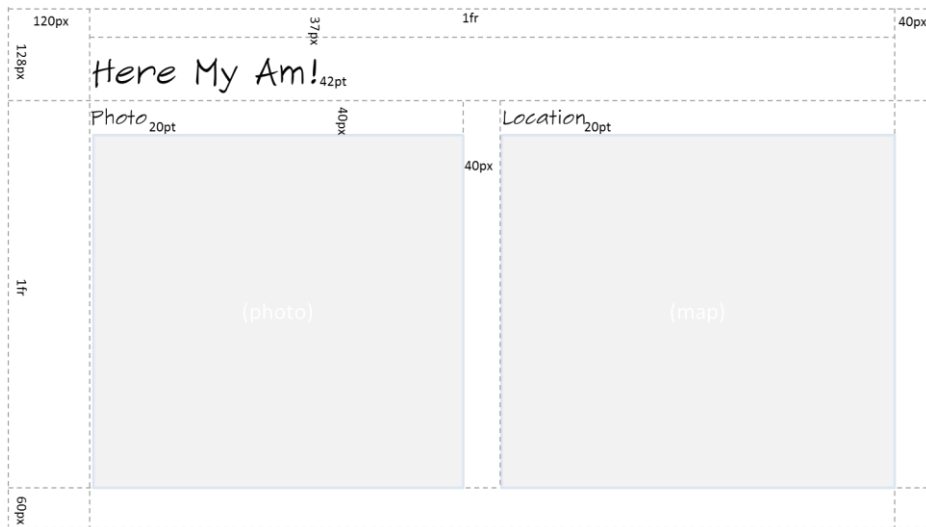 120px
37px
1fr
40px
128px
Here My Am! 42pt
Photo 20pt
40px
Location 20pt
40px
1fr
(photo)
(map)
60px